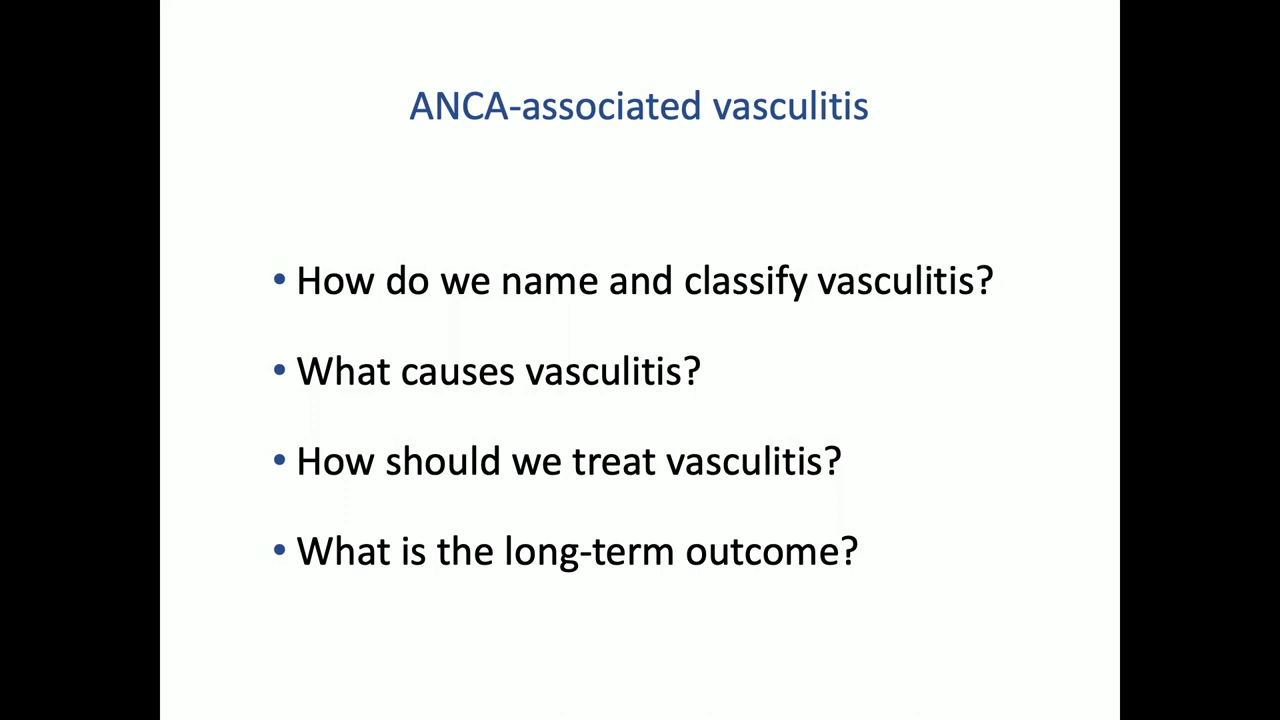 ANCA-associated vasculitis
• How do we name and classify vasculitis?
• What causes vasculitis?
• How should we treat vasculitis?
• What is the long-term outcome?